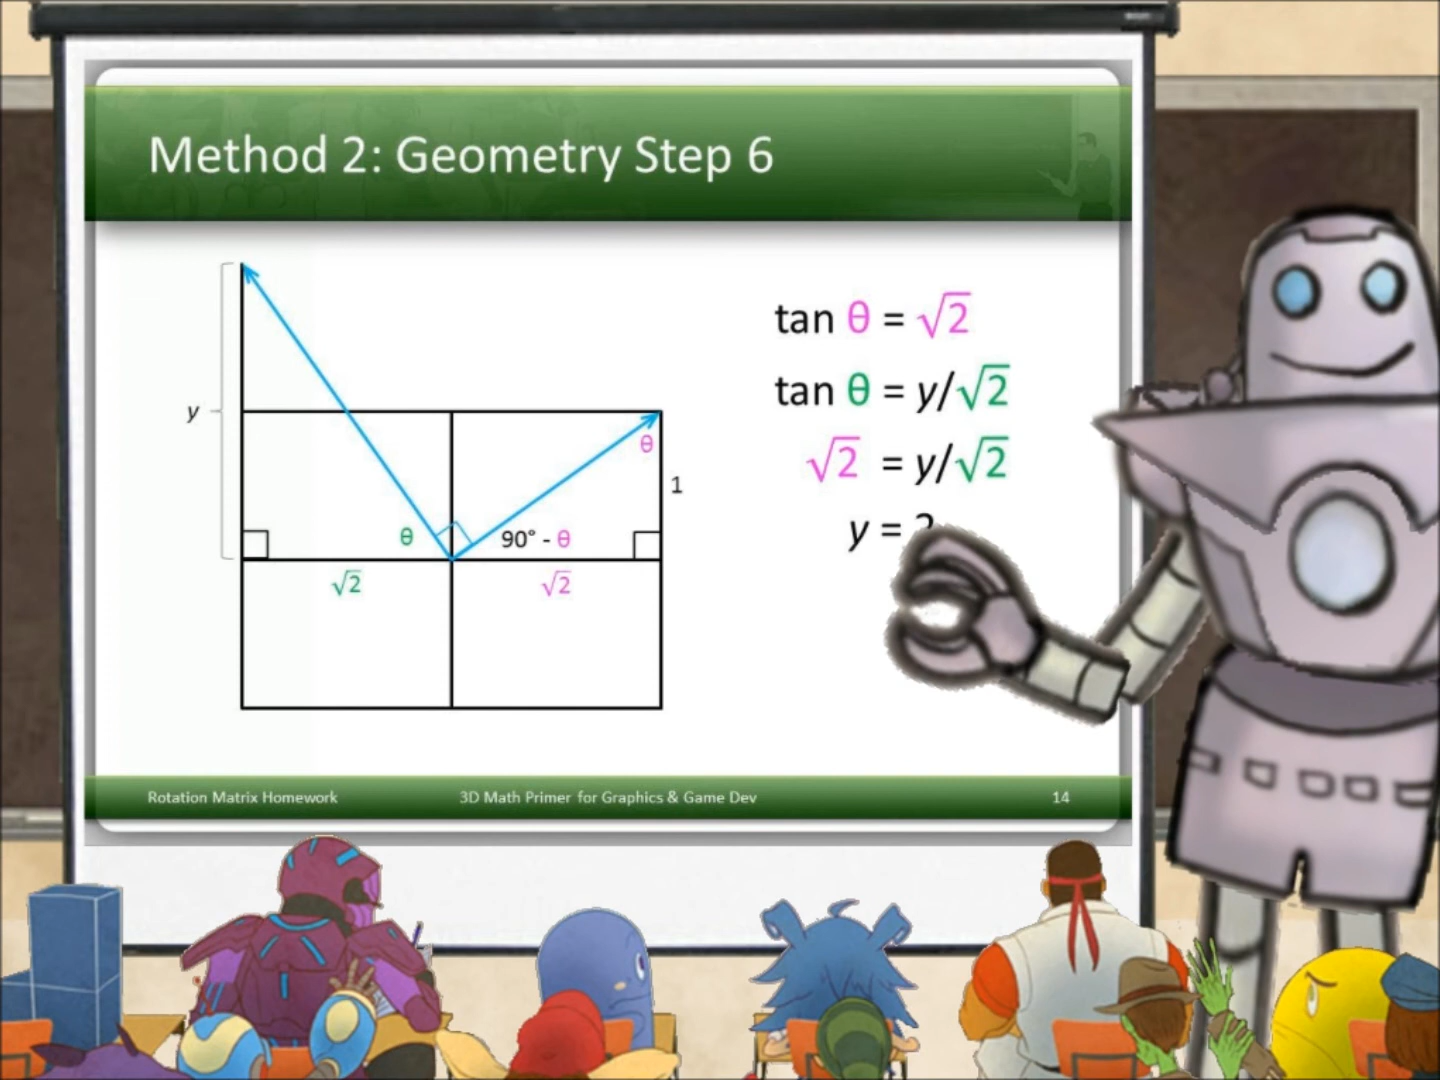 Method 2: Geometry Step 6
tan θ = √2
tan θ = y/√2
√2 = y/√2
y = ?
y
θ
1
θ
90° - θ
√2
√2
Rotation Matrix Homework
3D Math Primer for Graphics & Game Dev
14